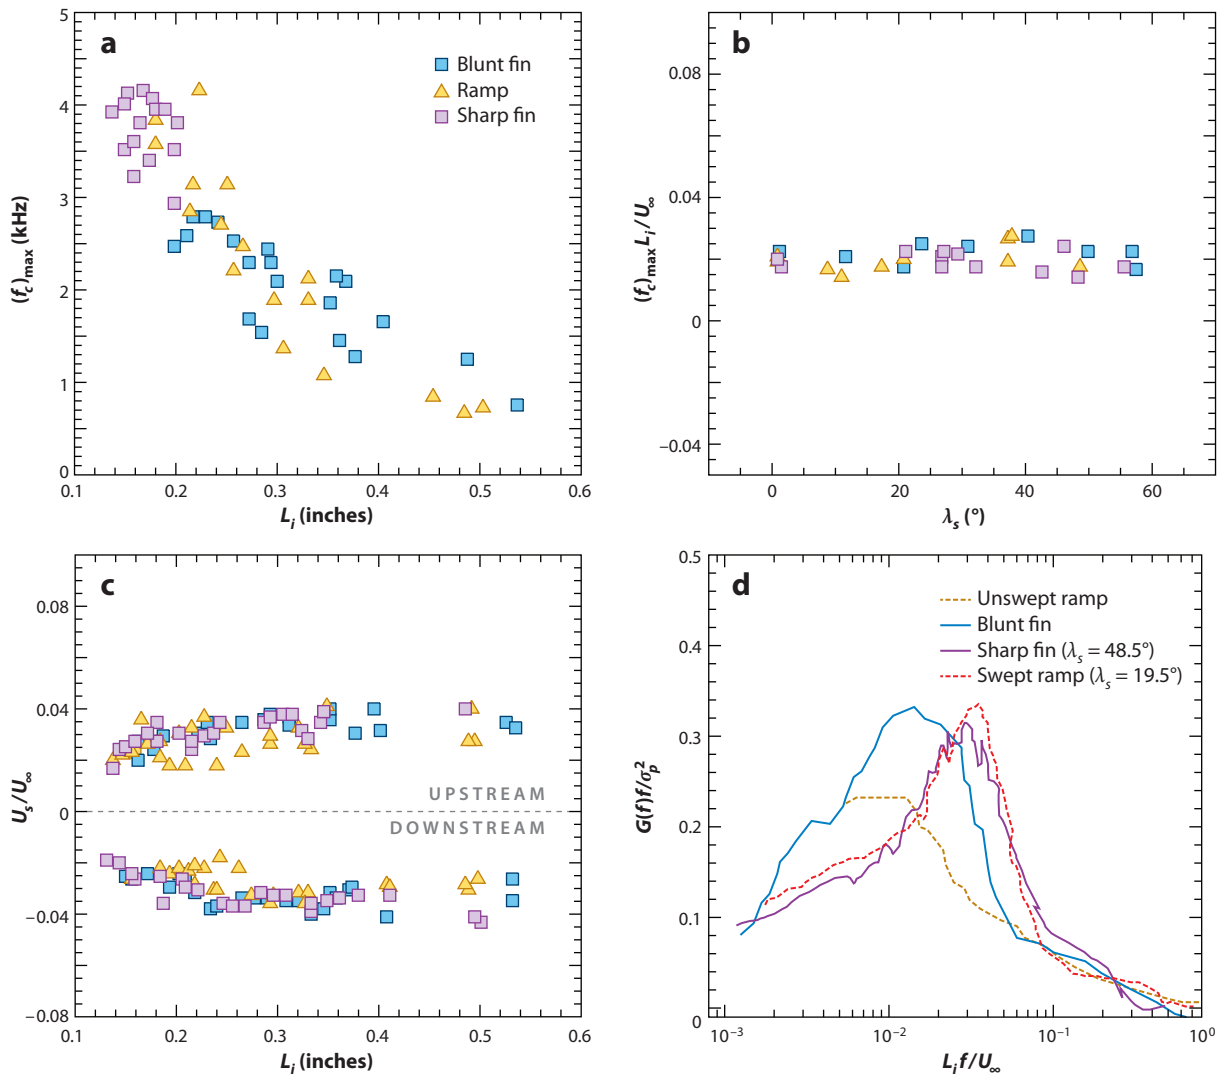 a
Blunt fin
Ramp
Sharp fin
5
4
3
2
1
0
(f_c)_max (kHz)
0.1 0.2 0.3 0.4 0.5 0.6
L_i (inches)
b
0.08
0.04
0
–0.04
(f_c)_max L_i/U_∞
0 20 40 60
λ_s (°)
c
0.08
0.04
0
–0.04
–0.08
U_s/U_∞
UPSTREAM
DOWNSTREAM
0.1 0.2 0.3 0.4 0.5 0.6
L_i (inches)
d
Unswept ramp
Blunt fin
Sharp fin (λ_s = 48.5°)
Swept ramp (λ_s = 19.5°)
0.5
0.4
0.3
0.2
0.1
0
G(f)f/σ_p^2
10^–3 10^–2 10^–1 10^0
L_i f/U_∞